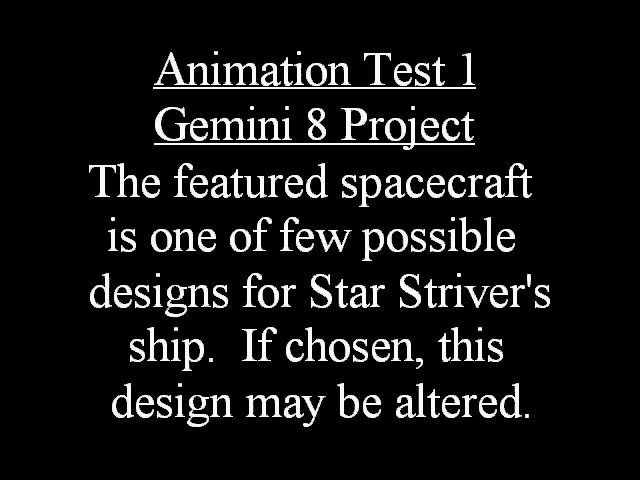 Animation Test 1
Gemini 8 Project
The featured spacecraft
is one of few possible
designs for Star Striver's
ship.  If chosen, this
design may be altered.